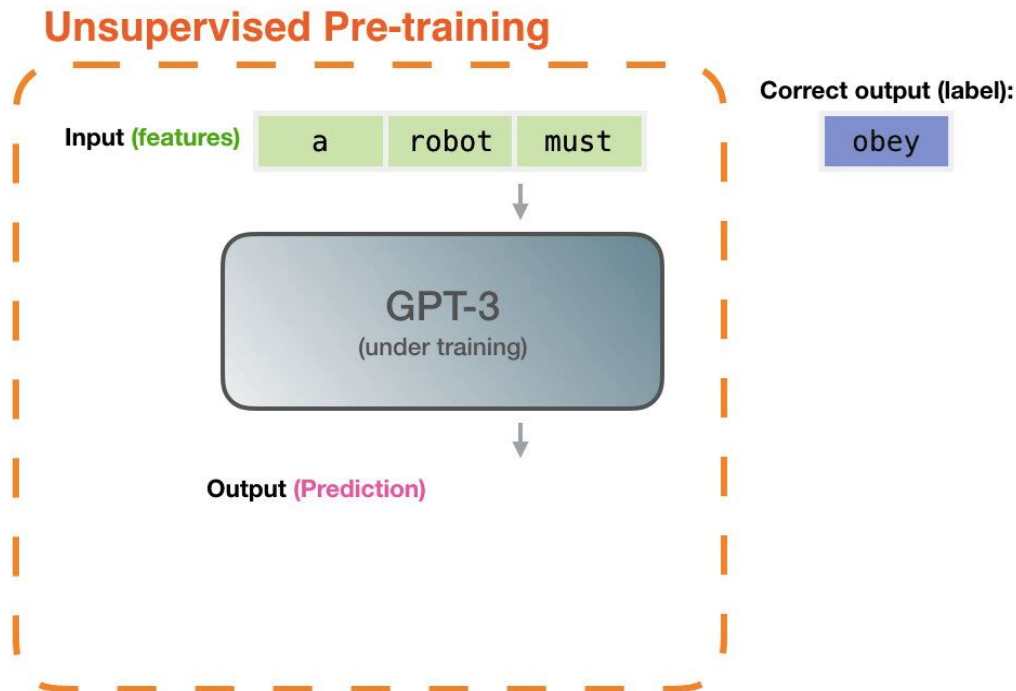 Unsupervised Pre-training
Correct output (label):
Input (features) a robot must
obey
GPT-3
(under training)
Output (Prediction)